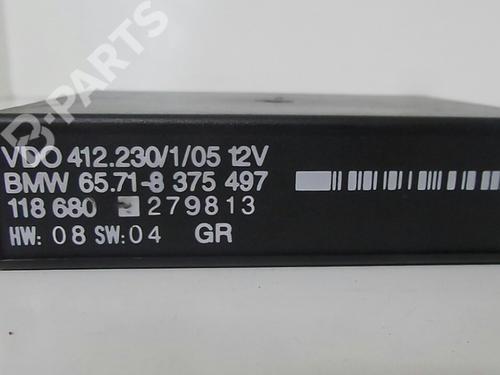 VDO 412.230/1/05 12V
BMW 65.71-8 375 497
118 680 279813
HW: 08 SW:04 GR
B-PARTS